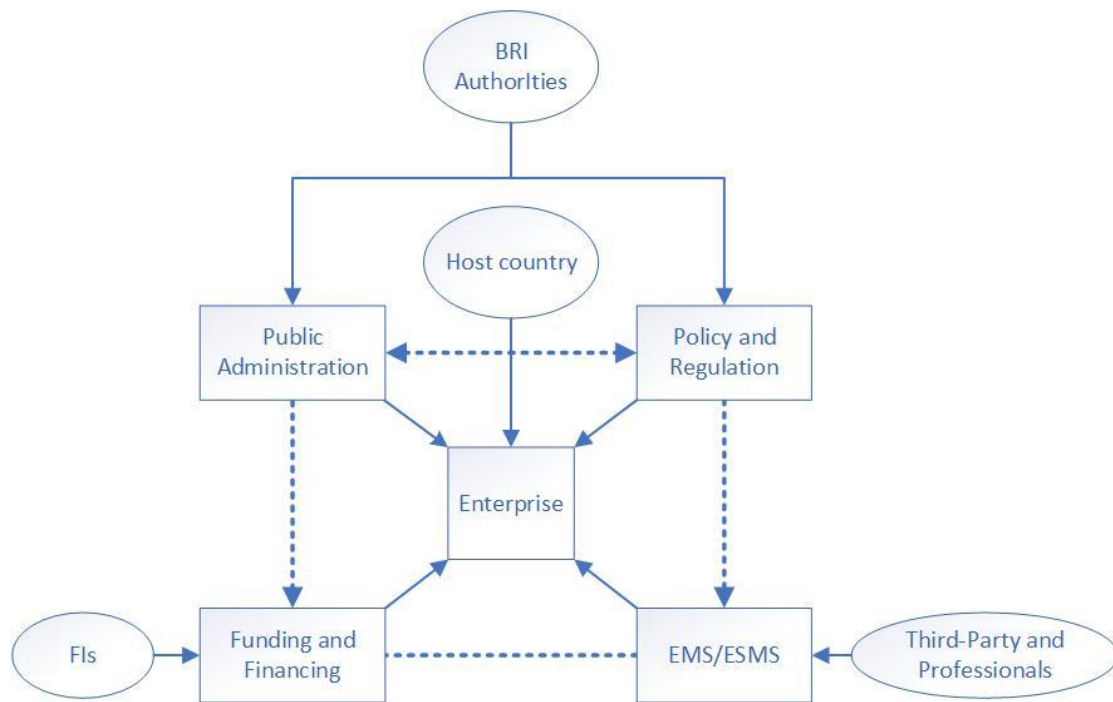 BRI
AuthorIties
Host country
Public
Administration
Policy and
Regulation
Enterprise
FIs
Funding and
Financing
EMS/ESMS
Third-Party and
Professionals